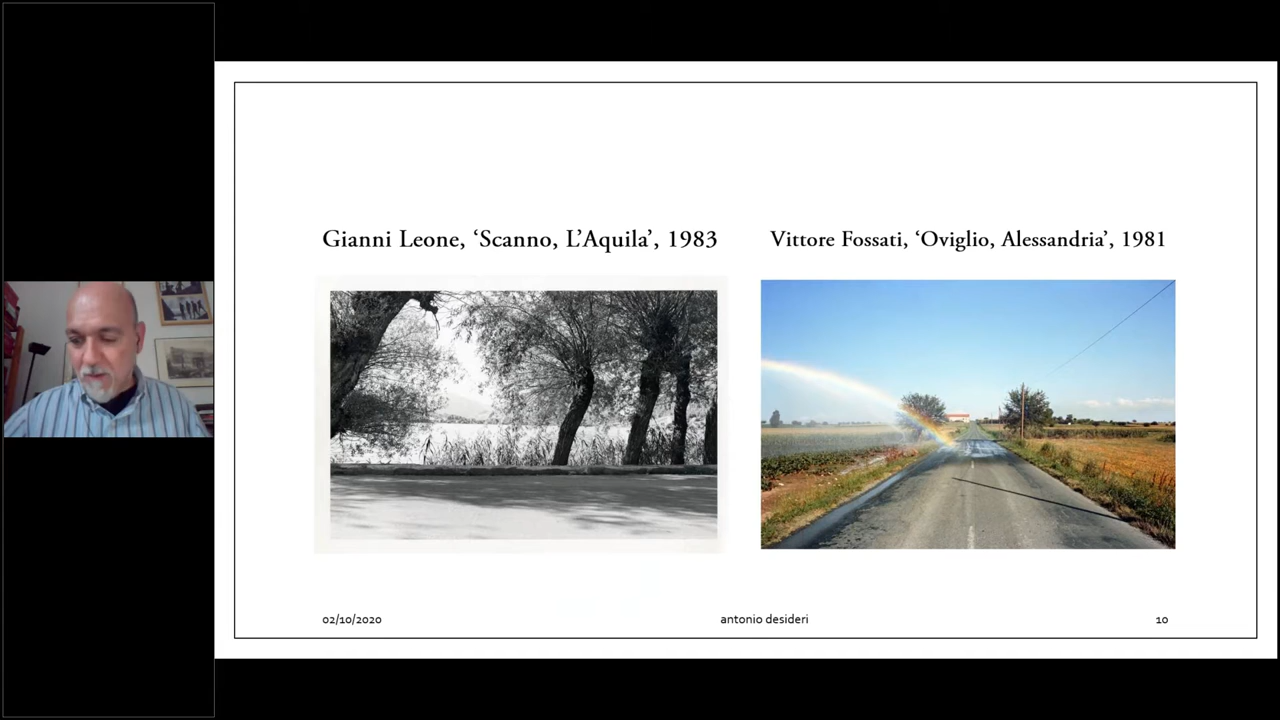 Gianni Leone, ‘Scanno, L’Aquila’, 1983
Vittore Fossati, ‘Oviglio, Alessandria’, 1981
02/10/2020
antonio desideri
10